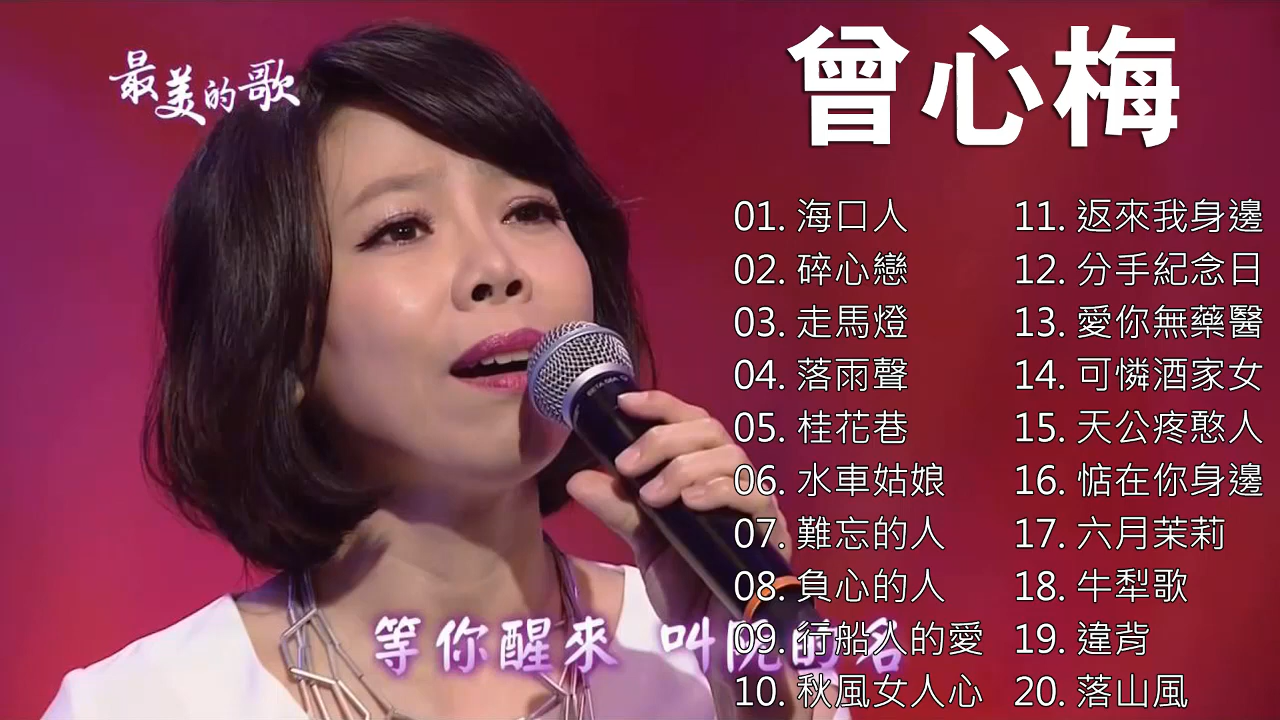 最美的歌
曾心梅
01. 海口人
02. 碎心戀
03. 走馬燈
04. 落雨聲
05. 桂花巷
06. 水車姑娘
07. 難忘的人
08. 負心的人
09. 行船人的愛
10. 秋風女人心
11. 返來我身邊
12. 分手紀念日
13. 愛你無藥醫
14. 可憐酒家女
15. 天公疼憨人
16. 惦在你身邊
17. 六月茉莉
18. 牛犁歌
19. 違背
20. 落山風
等你醒來 叫阮的名